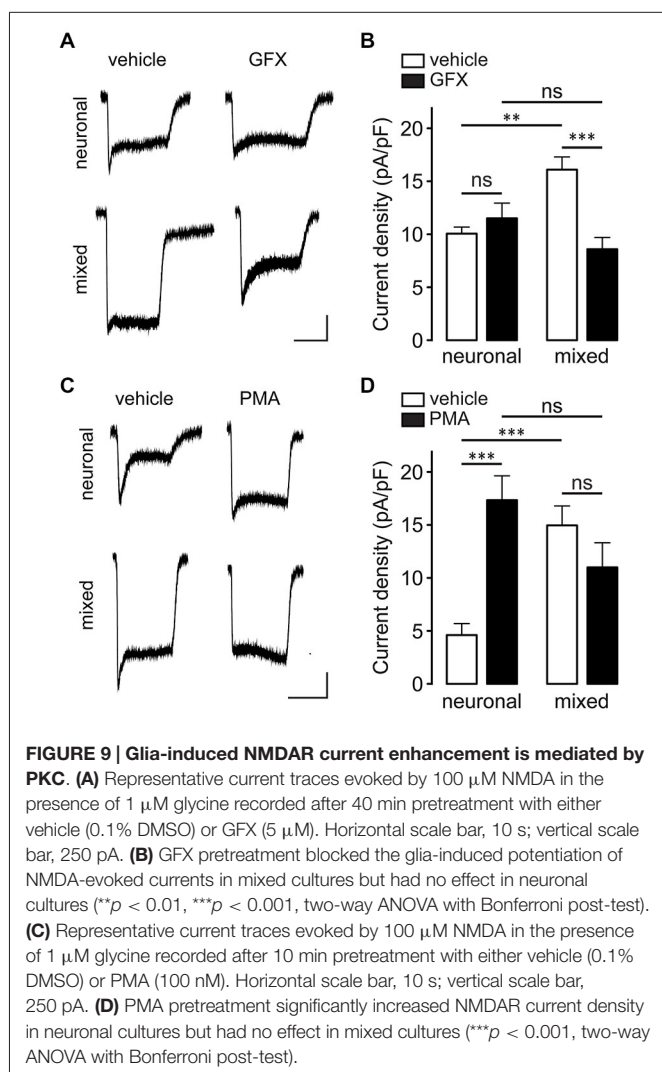 A
vehicle
GFX
neuronal
mixed
B
vehicle
GFX
ns
**
***
ns
Current density (pA/pF)
20
15
10
5
0
neuronal
mixed
C
vehicle
PMA
neuronal
mixed
D
vehicle
PMA
ns
***
***
ns
Current density (pA/pF)
20
15
10
5
0
neuronal
mixed
FIGURE 9 | Glia-induced NMDAR current enhancement is mediated by
PKC. (A) Representative current traces evoked by 100 μM NMDA in the
presence of 1 μM glycine recorded after 40 min pretreatment with either
vehicle (0.1% DMSO) or GFX (5 μM). Horizontal scale bar, 10 s; vertical scale
bar, 250 pA. (B) GFX pretreatment blocked the glia-induced potentiation of
NMDA-evoked currents in mixed cultures but had no effect in neuronal
cultures (**p < 0.01, ***p < 0.001, two-way ANOVA with Bonferroni post-test).
(C) Representative current traces evoked by 100 μM NMDA in the presence
of 1 μM glycine recorded after 10 min pretreatment with either vehicle (0.1%
DMSO) or PMA (100 nM). Horizontal scale bar, 10 s; vertical scale bar,
250 pA. (D) PMA pretreatment significantly increased NMDAR current density
in neuronal cultures but had no effect in mixed cultures (***p < 0.001, two-way
ANOVA with Bonferroni post-test).